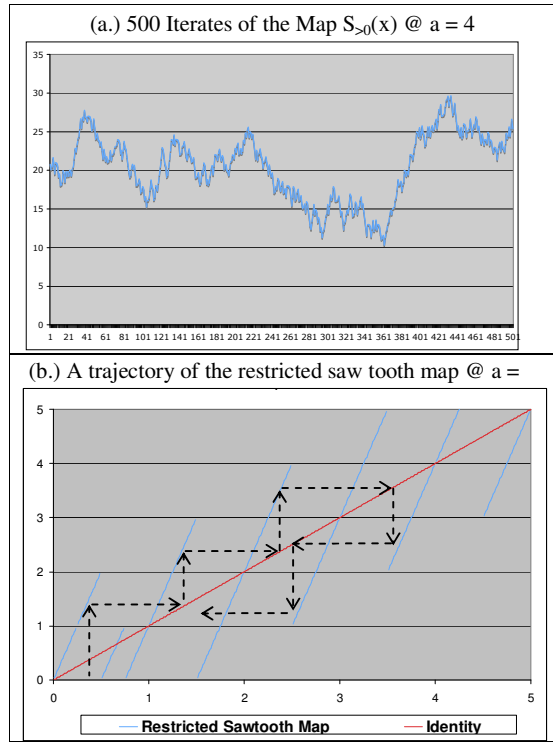 (a.) 500 Iterates of the Map S>0(x) @ a = 4
35
30
25
20
15
10
5
0
1 21 41 61 81 101 121 141 161 181 201 221 241 261 281 301 321 341 361 381 401 421 441 461 481 501
(b.) A trajectory of the restricted saw tooth map @ a =
5
4
3
2
1
0
0 1 2 3 4 5
Restricted Sawtooth Map Identity